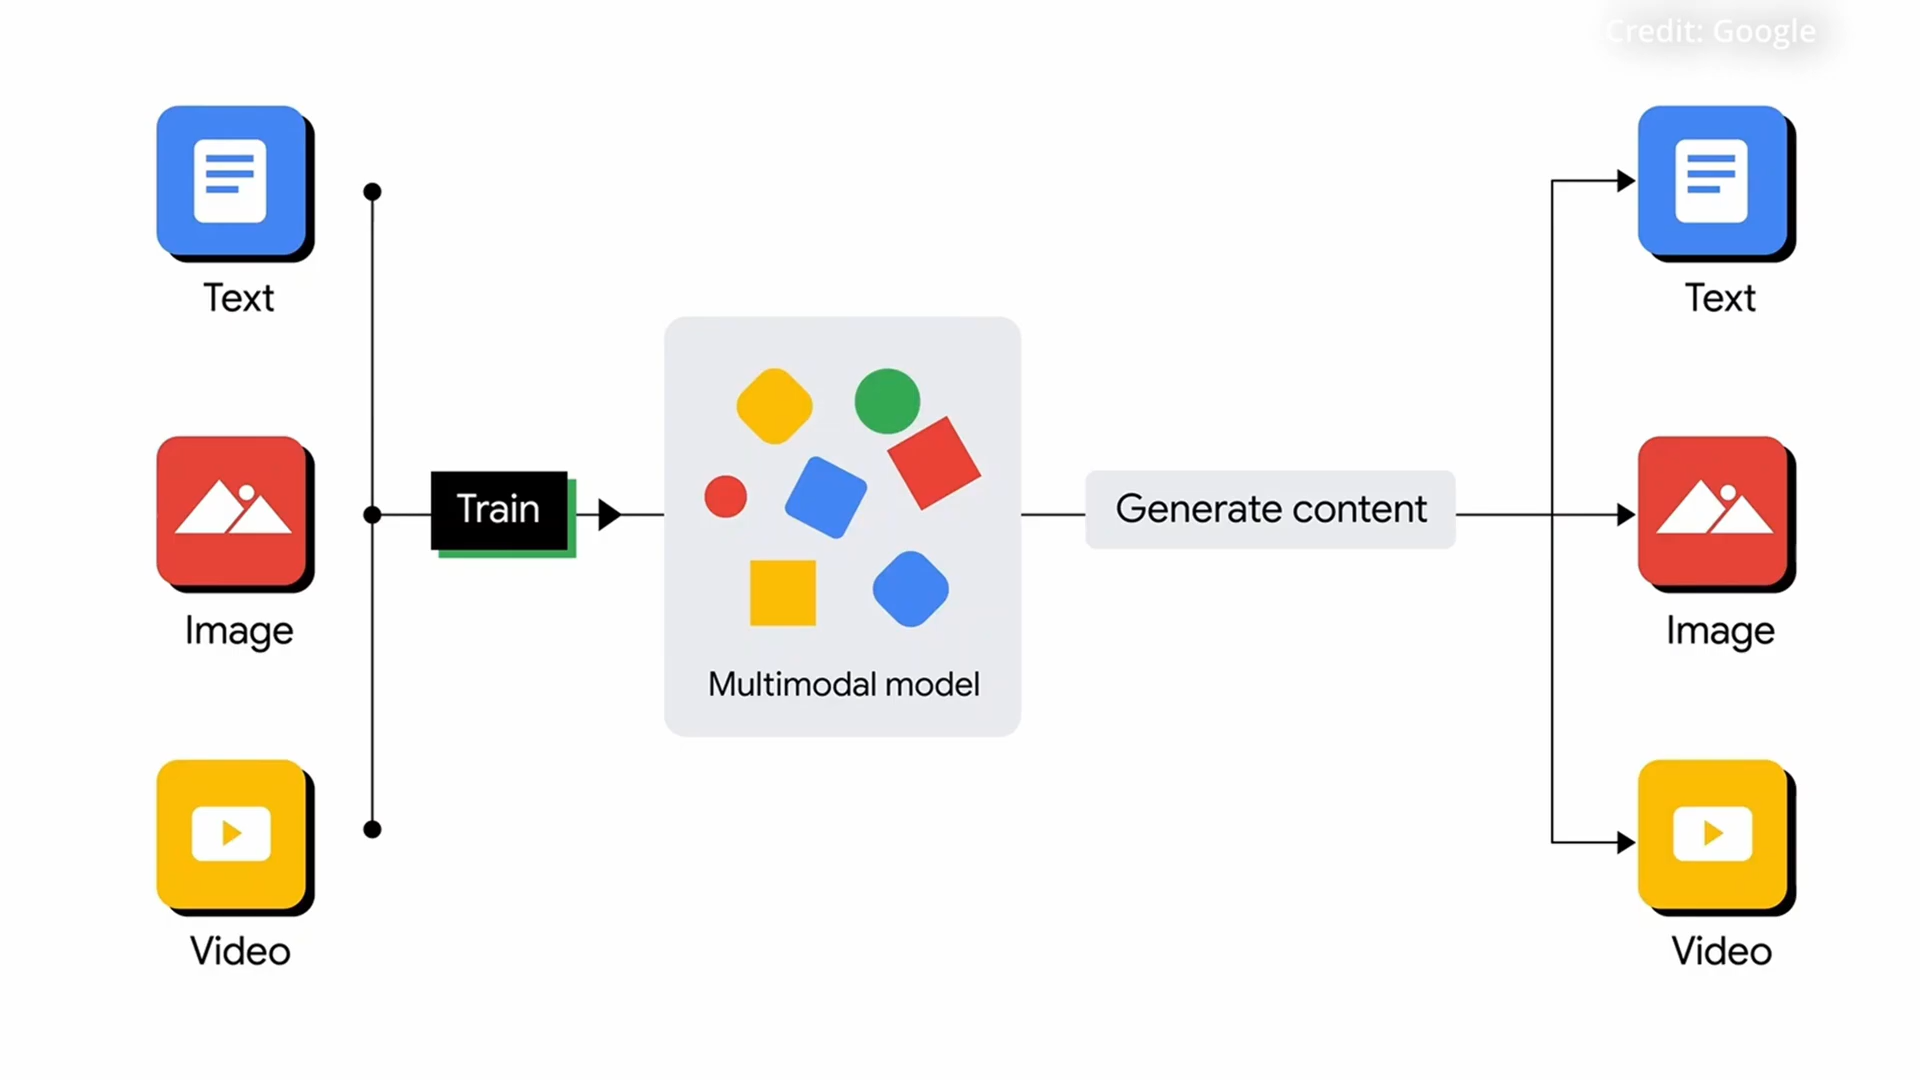 Credit: Google
Text
Text
Train
Generate content
Image
Image
Multimodal model
Video
Video